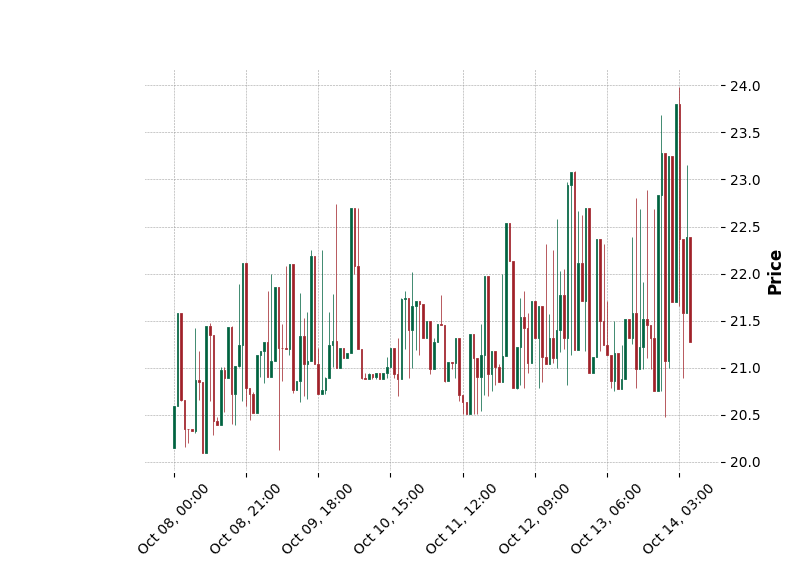 24.0
23.5
23.0
22.5
22.0
21.5
21.0
20.5
20.0
Price
Oct 08, 00:00
Oct 08, 21:00
Oct 09, 18:00
Oct 10, 15:00
Oct 11, 12:00
Oct 12, 09:00
Oct 13, 06:00
Oct 14, 03:00